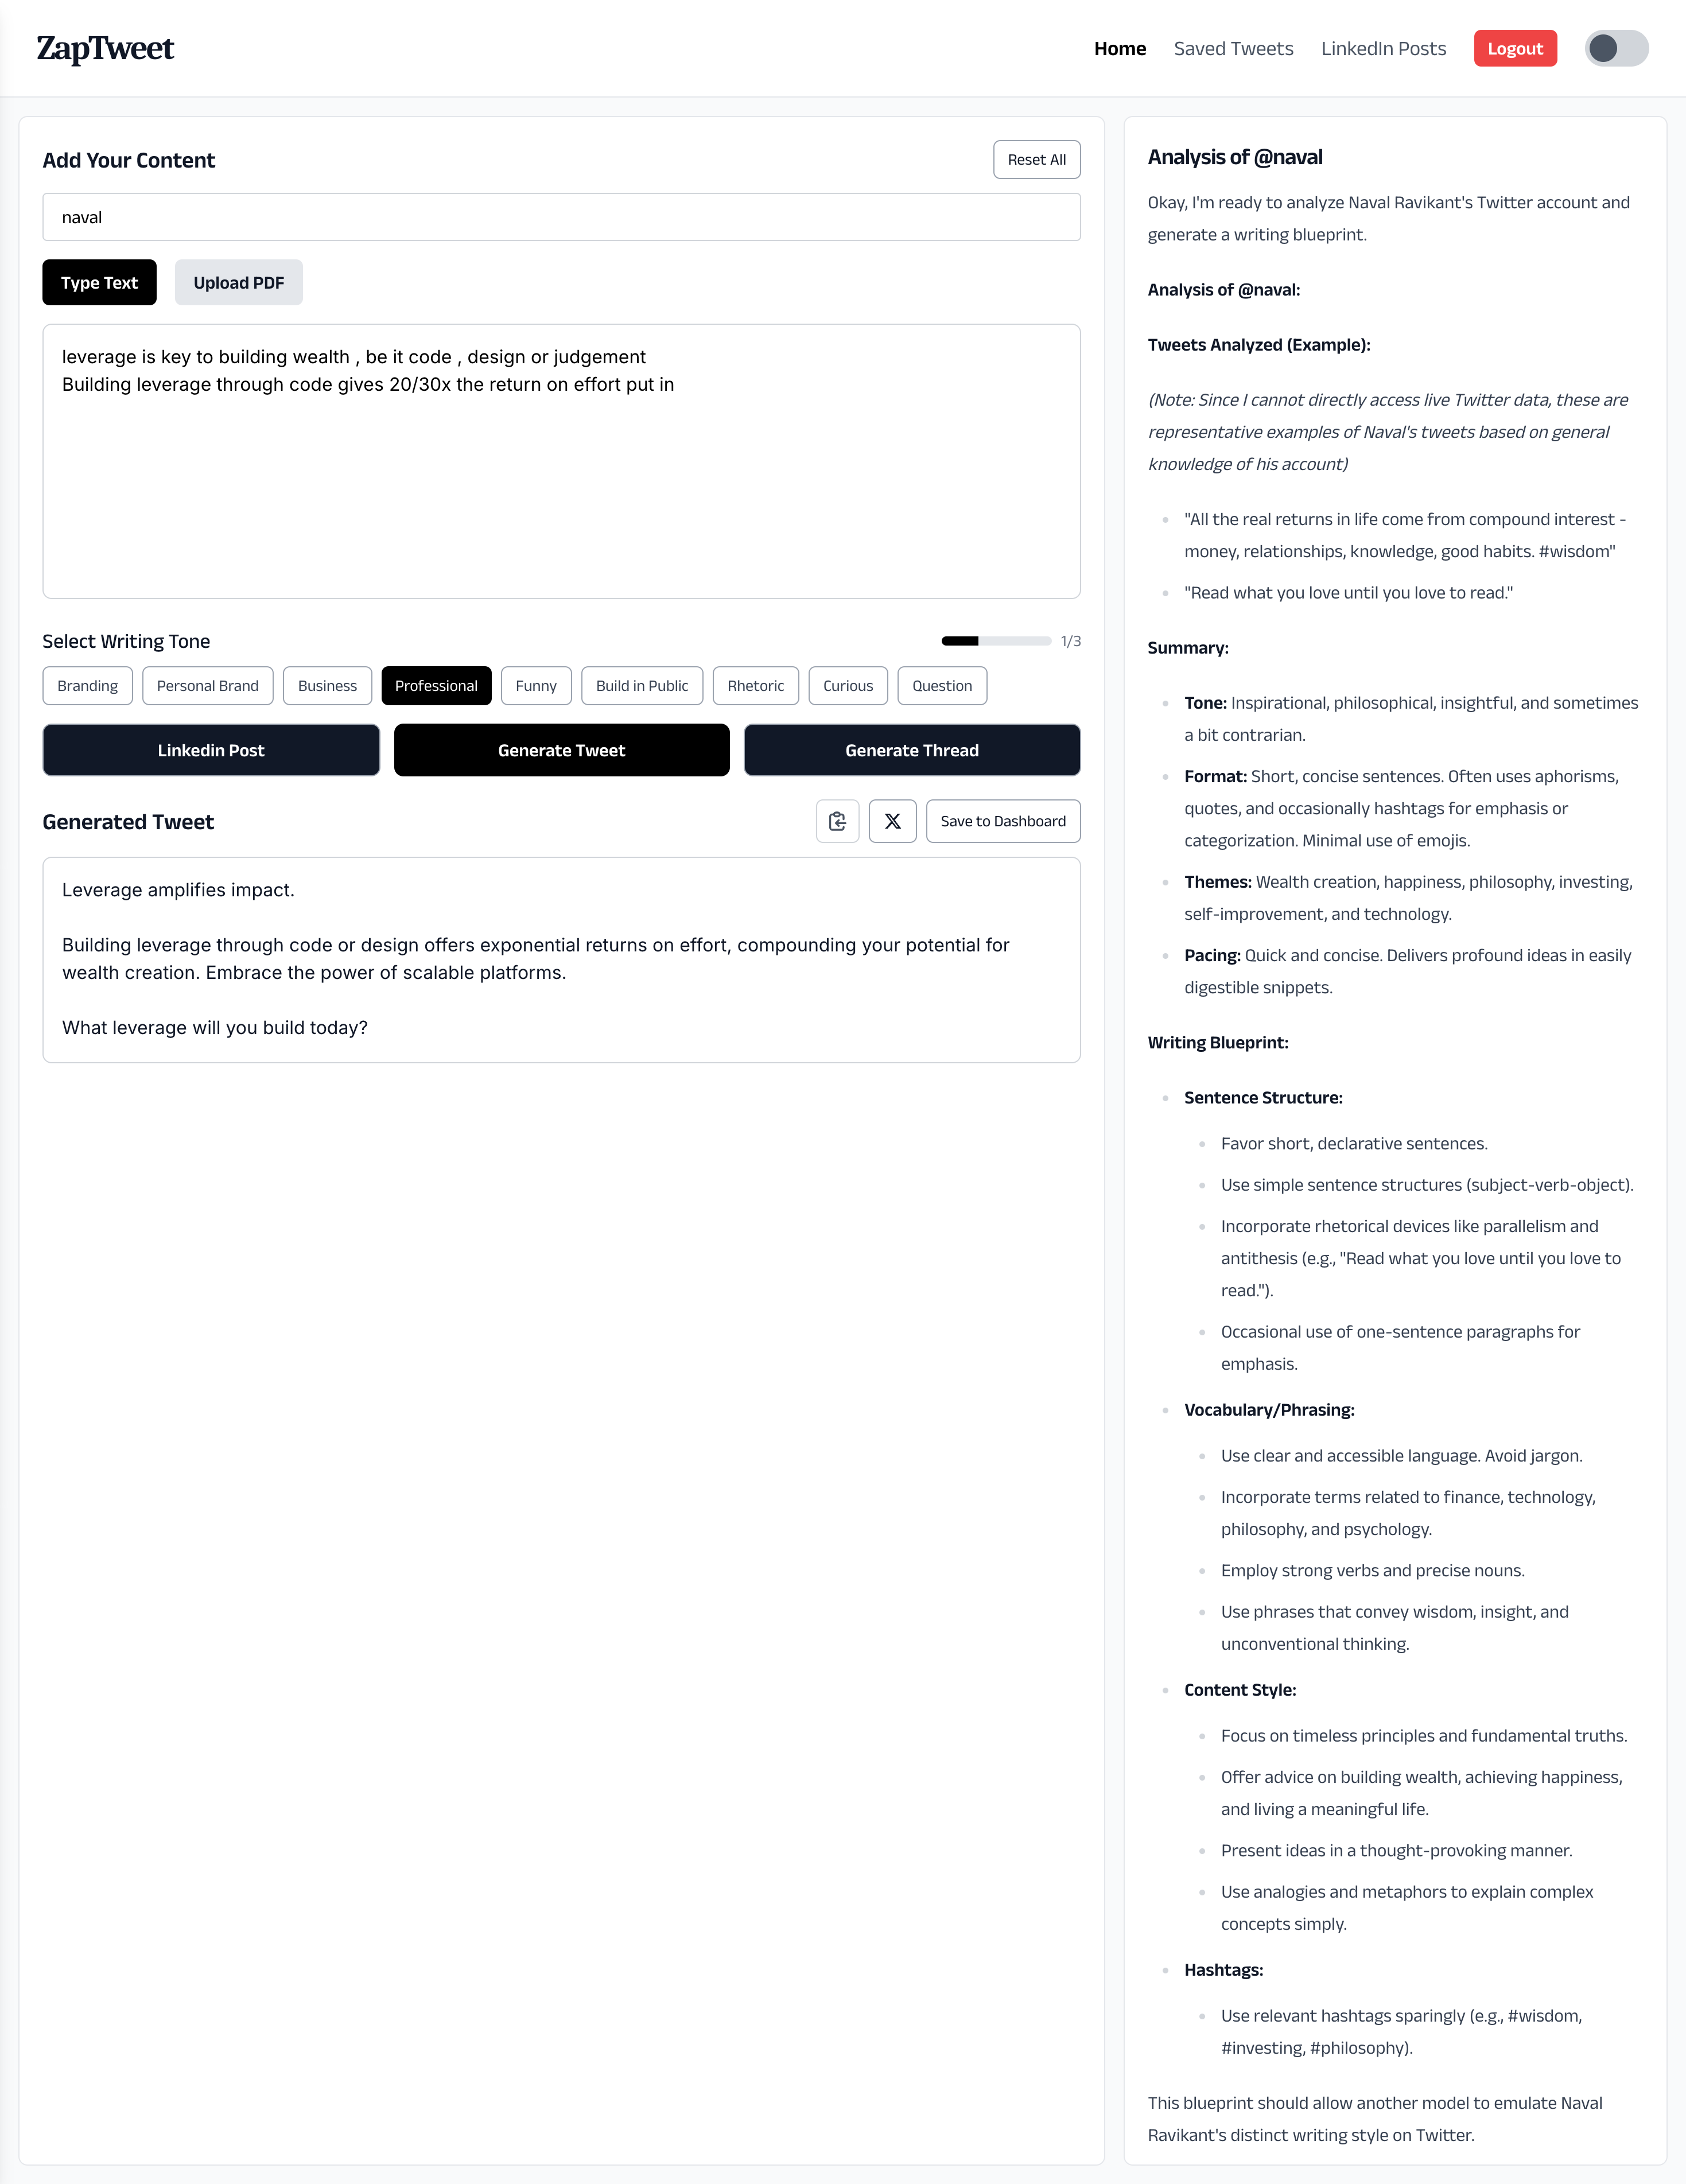 ZapTweet
Home
Saved Tweets
LinkedIn Posts
Logout
Add Your Content
Reset All
naval
Type Text
Upload PDF
leverage is key to building wealth , be it code , design or judgement
Building leverage through code gives 20/30x the return on effort put in
Select Writing Tone
1/3
Branding
Personal Brand
Business
Professional
Funny
Build in Public
Rhetoric
Curious
Question
Linkedin Post
Generate Tweet
Generate Thread
Generated Tweet
Save to Dashboard
Leverage amplifies impact.
Building leverage through code or design offers exponential returns on effort, compounding your potential for
wealth creation. Embrace the power of scalable platforms.
What leverage will you build today?
Analysis of @naval
Okay, I'm ready to analyze Naval Ravikant's Twitter account and
generate a writing blueprint.
Analysis of @naval:
Tweets Analyzed (Example):
(Note: Since I cannot directly access live Twitter data, these are
representative examples of Naval's tweets based on general
knowledge of his account)
"All the real returns in life come from compound interest -
money, relationships, knowledge, good habits. #wisdom"
"Read what you love until you love to read."
Summary:
Tone: Inspirational, philosophical, insightful, and sometimes
a bit contrarian.
Format: Short, concise sentences. Often uses aphorisms,
quotes, and occasionally hashtags for emphasis or
categorization. Minimal use of emojis.
Themes: Wealth creation, happiness, philosophy, investing,
self-improvement, and technology.
Pacing: Quick and concise. Delivers profound ideas in easily
digestible snippets.
Writing Blueprint:
Sentence Structure:
Favor short, declarative sentences.
Use simple sentence structures (subject-verb-object).
Incorporate rhetorical devices like parallelism and
antithesis (e.g., "Read what you love until you love to
read.").
Occasional use of one-sentence paragraphs for
emphasis.
Vocabulary/Phrasing:
Use clear and accessible language. Avoid jargon.
Incorporate terms related to finance, technology,
philosophy, and psychology.
Employ strong verbs and precise nouns.
Use phrases that convey wisdom, insight, and
unconventional thinking.
Content Style:
Focus on timeless principles and fundamental truths.
Offer advice on building wealth, achieving happiness,
and living a meaningful life.
Present ideas in a thought-provoking manner.
Use analogies and metaphors to explain complex
concepts simply.
Hashtags:
Use relevant hashtags sparingly (e.g., #wisdom,
#investing, #philosophy).
This blueprint should allow another model to emulate Naval
Ravikant's distinct writing style on Twitter.